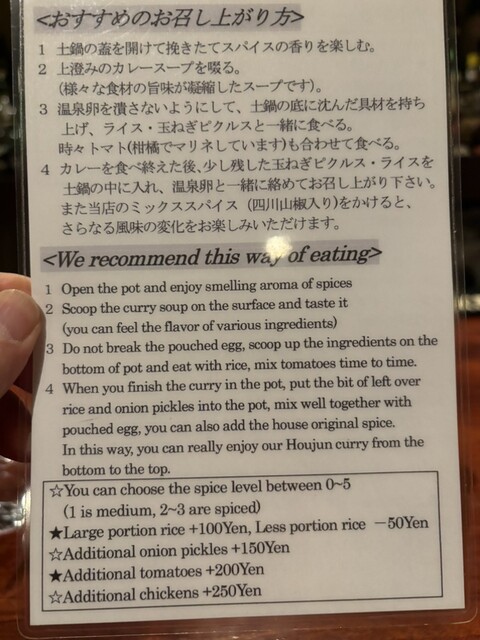 <おすすめのお召し上がり方>
1 土鍋の蓋を開けて挽きたてスパイスの香りを楽しむ。
2 上澄みのカレースープを啜る。
(様々な食材の旨味が凝縮したスープです)。
3 温泉卵を潰さないようにして、土鍋の底に沈んだ具材を持ち
上げ、ライス・玉ねぎピクルスと一緒に食べる。
時々トマト(柑橘でマリネしています)も合わせて食べる。
4 カレーを食べ終えた後、少し残した玉ねぎピクルス・ライスを
土鍋の中に入れ、温泉卵と一緒に絡めてお召し上がり下さい。
また当店のミックススパイス (四川山椒入り)をかけると、
さらなる風味の変化をお楽しみいただけます。
<We recommend this way of eating>
1 Open the pot and enjoy smelling aroma of spices
2 Scoop the curry soup on the surface and taste it
(you can feel the flavor of various ingredients)
3 Do not break the pouched egg, scoop up the ingredients on the
bottom of pot and eat with rice, mix tomatoes time to time.
4 When you finish the curry in the pot, put the bit of left over
rice and onion pickles into the pot, mix well together with
pouched egg, you can also add the house original spice.
In this way, you can really enjoy our Houjun curry from the
bottom to the top.
☆You can choose the spice level between 0~5
(1 is medium, 2~3 are spiced)
★Large portion rice +100Yen, Less portion rice −50Yen
☆Additional onion pickles +150Yen
★Additional tomatoes +200Yen
☆Additional chickens +250Yen